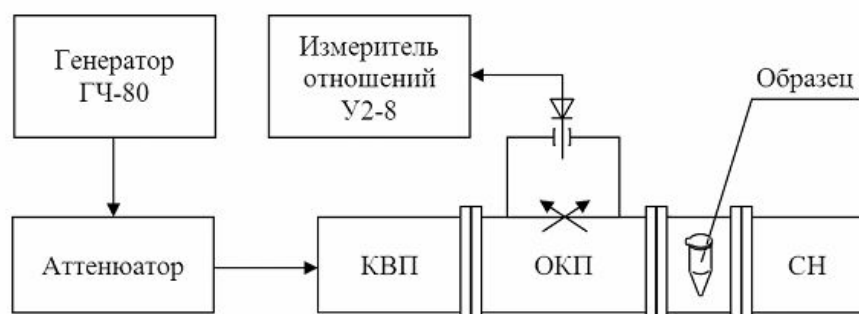 Генератор
ГЧ-80
Измеритель
отношений
У2-8
Образец
Аттенюатор
КВП
ОКП
СН